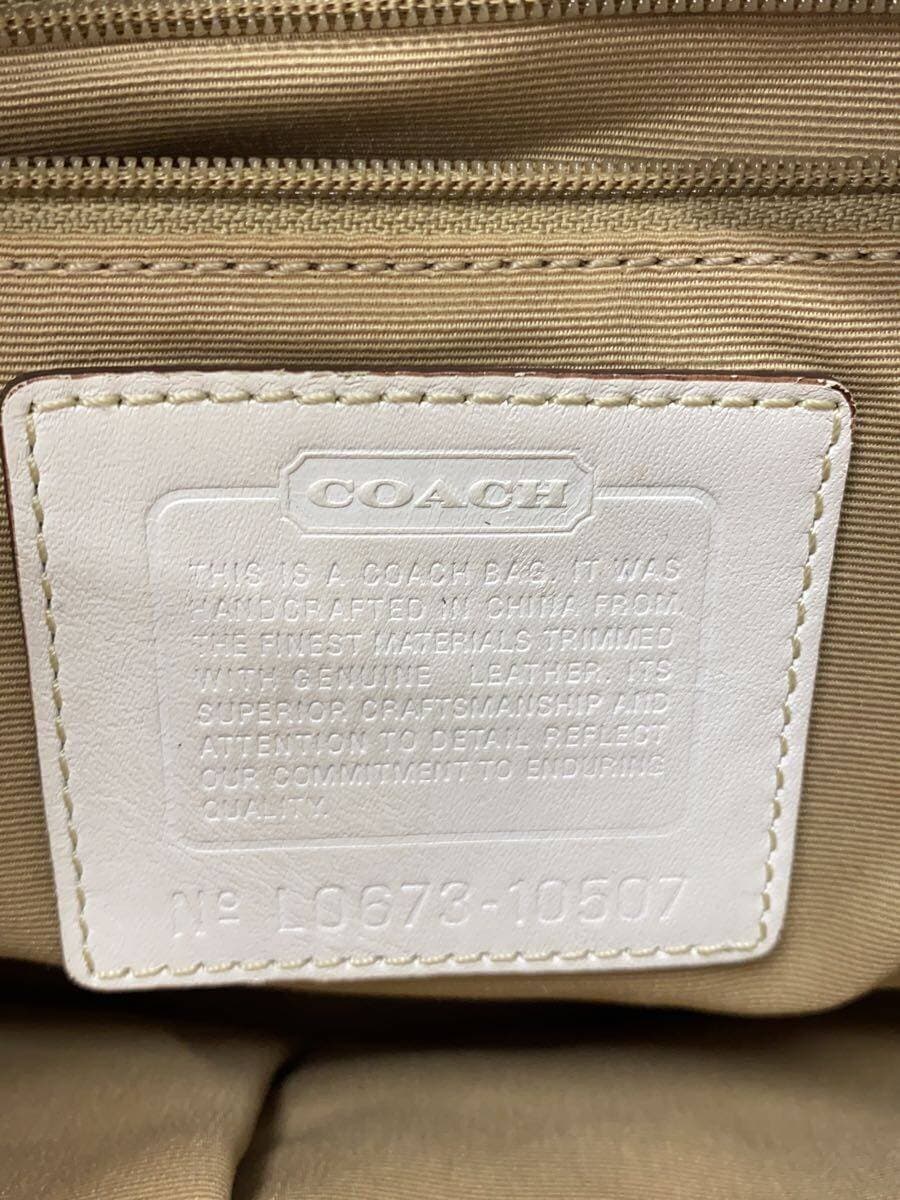 COACH
THIS IS A COACH BAG. IT WAS
HANDCRAFTED IN CHINA FROM
THE FINEST MATERIALS TRIMMED
WITH GENUINE LEATHER. ITS
SUPERIOR CRAFTSMANSHIP AND
ATTENTION TO DETAIL REFLECT
OUR COMMITMENT TO ENDURING
QUALITY.
Nº L0673-10507